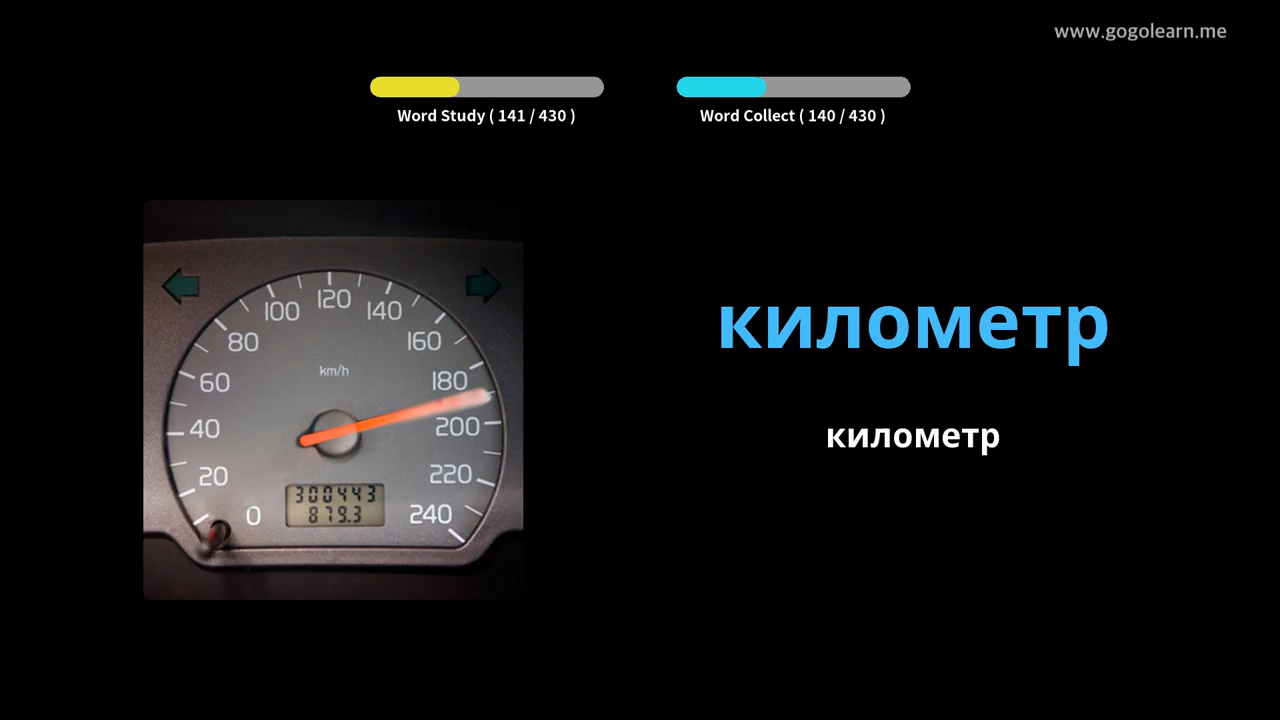 www.gogolearn.me
Word Study ( 141 / 430 )
Word Collect ( 140 / 430 )
120
100
140
80
160
km/h
60
180
40
200
20
220
300443
0
879.3
240
километр
километр